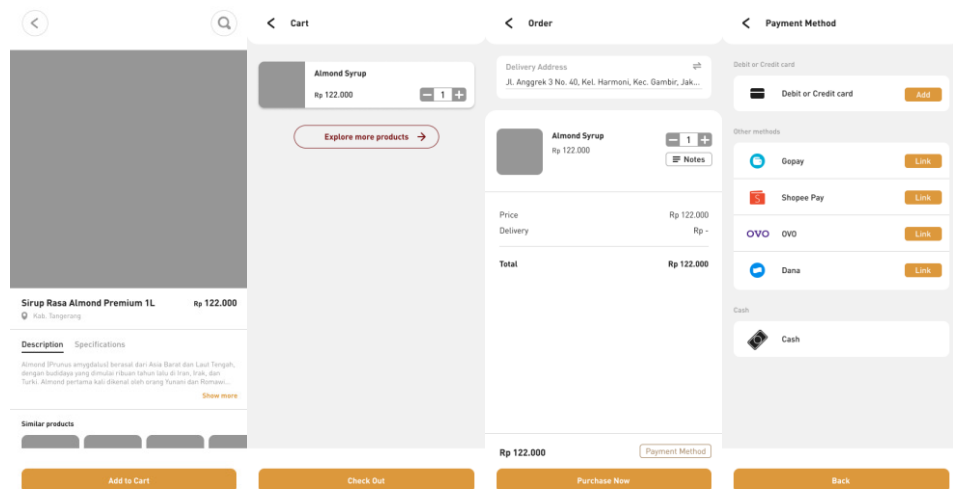 Sirup Rasa Almond Premium 1L
Rp 122.000
Kab. Tangerang
Description
Specifications
Almond (Prunus amygdalus) berasal dari Asia Barat dan Laut Tengah,
dengan budidaya yang dimulai ribuan tahun lalu di Iran, Irak, dan
Turki. Almond pertama kali dikenal oleh orang Yunani dan Romawi...
Show more
Similar products
Add to Cart
Cart
Almond Syrup
Rp 122.000
1
Explore more products
Check Out
Order
Delivery Address
Jl. Anggrek 3 No. 40, Kel. Harmoni, Kec. Gambir, Jak...
Almond Syrup
Rp 122.000
1
Notes
Price
Rp 122.000
Delivery
Rp -
Total
Rp 122.000
Rp 122.000
Payment Method
Purchase Now
Payment Method
Debit or Credit card
Debit or Credit card
Add
Other methods
Gopay
Link
S
Shopee Pay
Link
OVO
OVO
Link
Dana
Link
Cash
Cash
Back